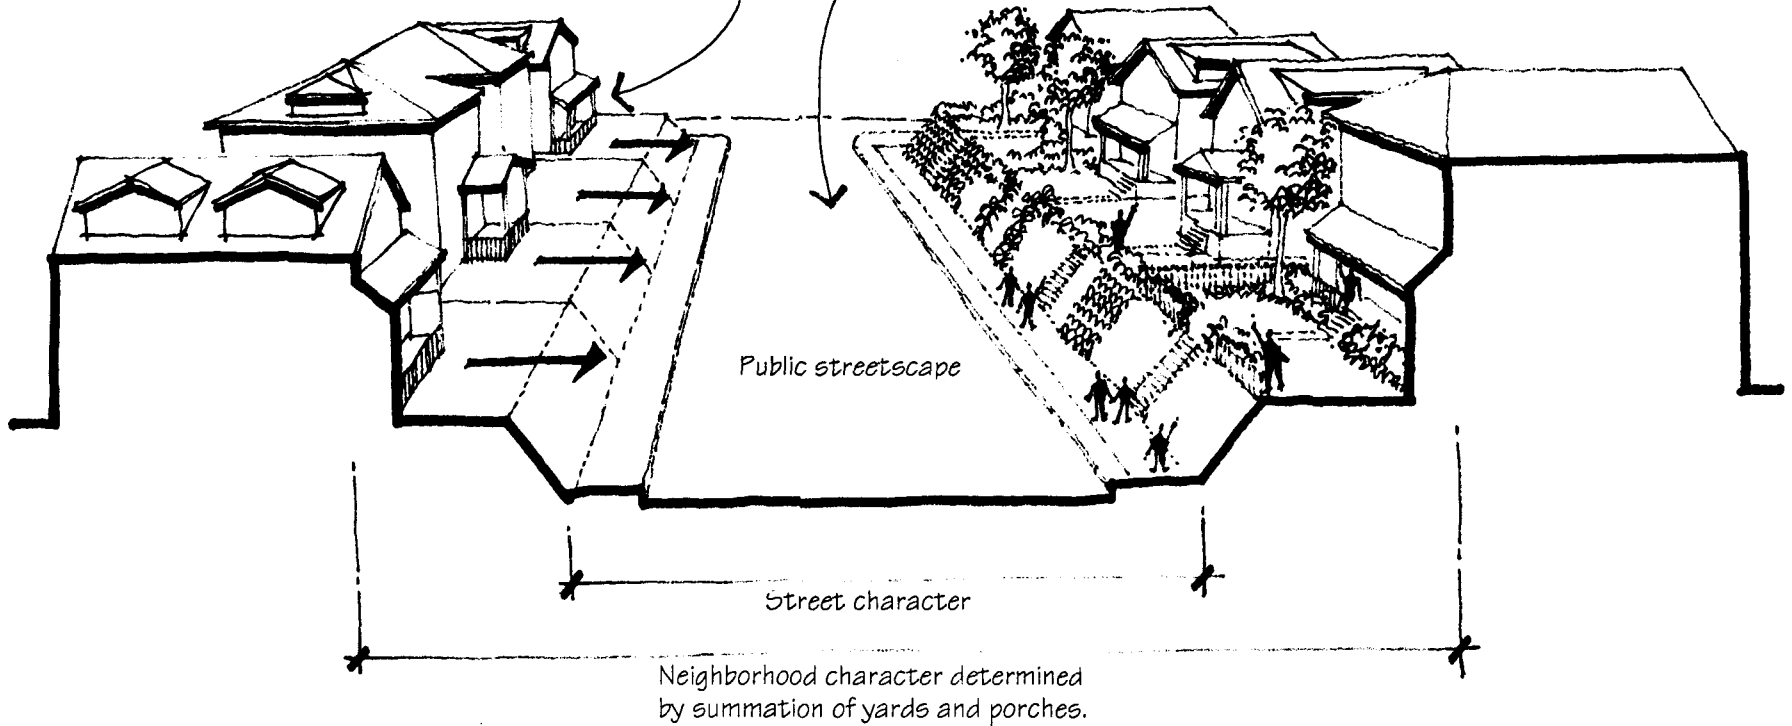 Public streetscape
Street character
Neighborhood character determined
by summation of yards and porches.